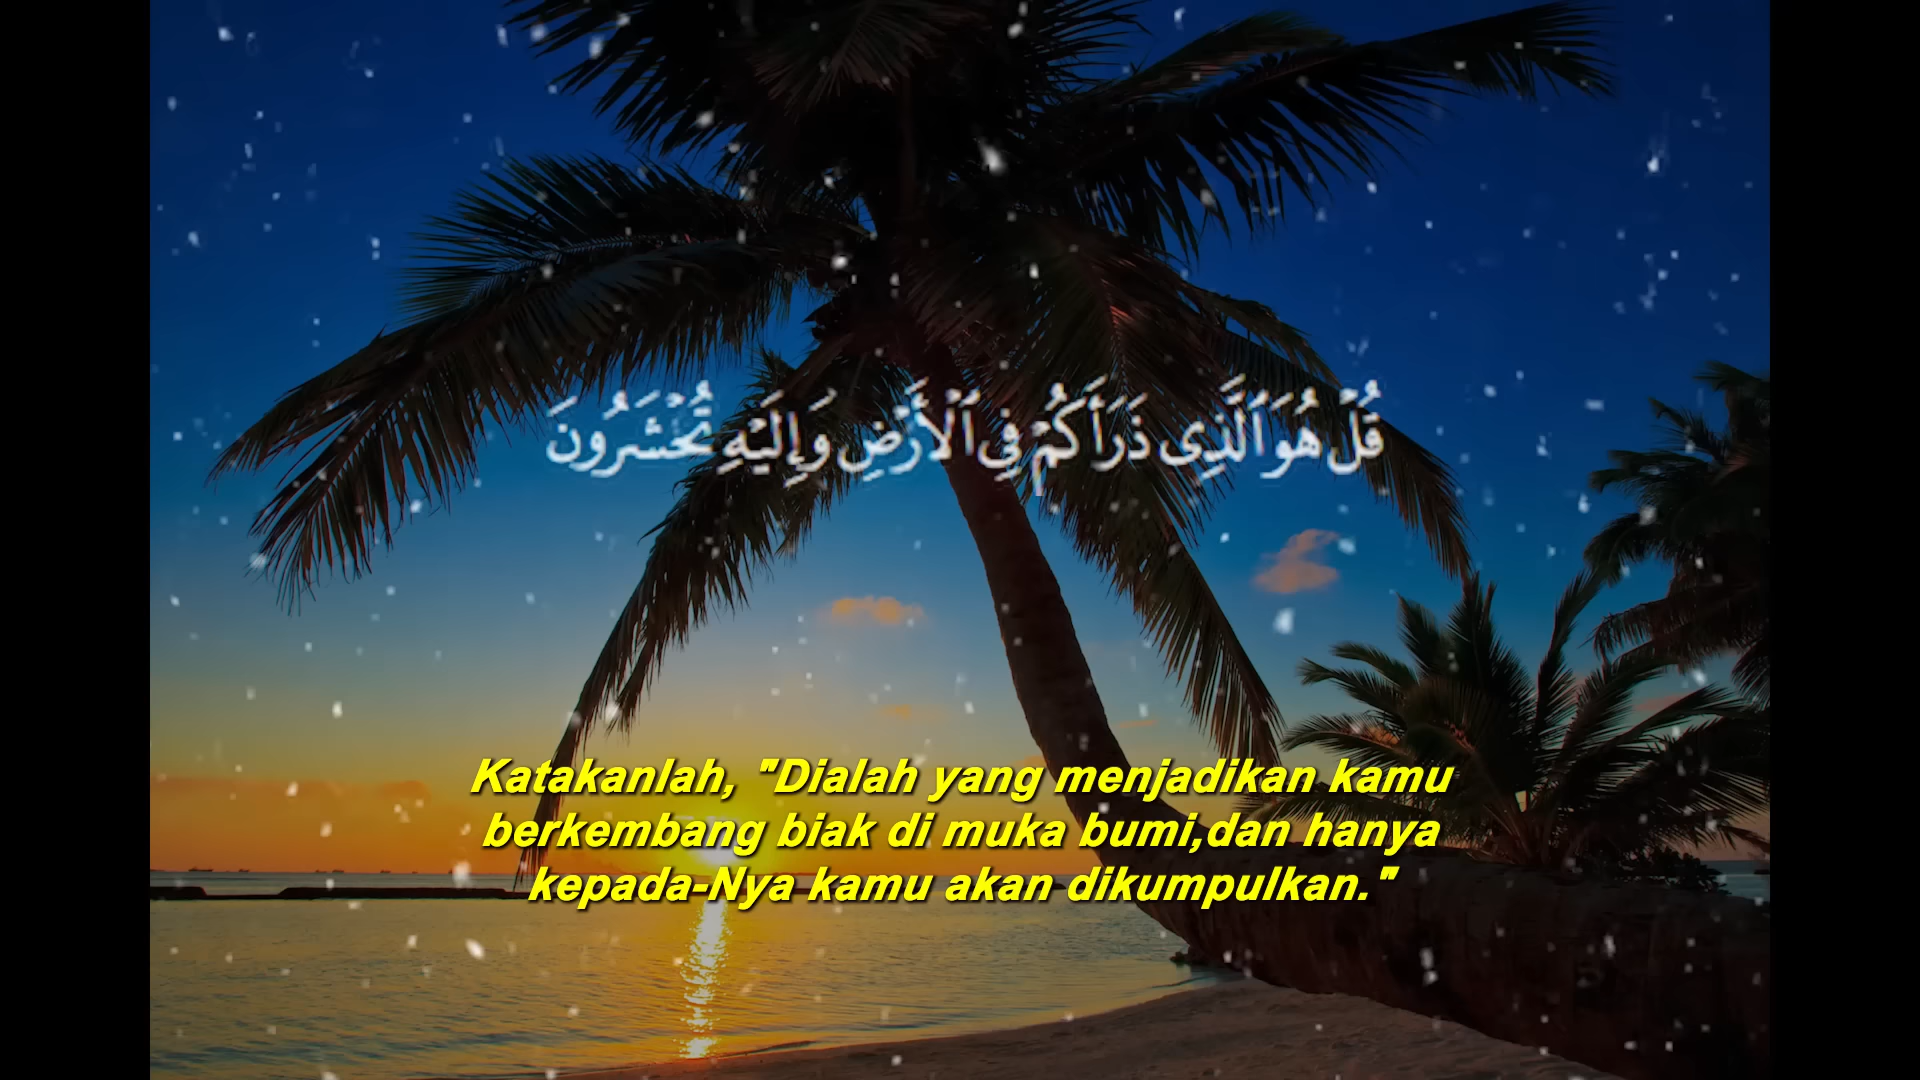 قُلۡ هُوَ ٱلَّذِى ذَرَأَكُمۡ فِى ٱلۡأَرۡضِ وَإِلَيۡهِ تُحۡشَرُونَ
Katakanlah, "Dialah yang menjadikan kamu
berkembang biak di muka bumi,dan hanya
kepada-Nya kamu akan dikumpulkan."